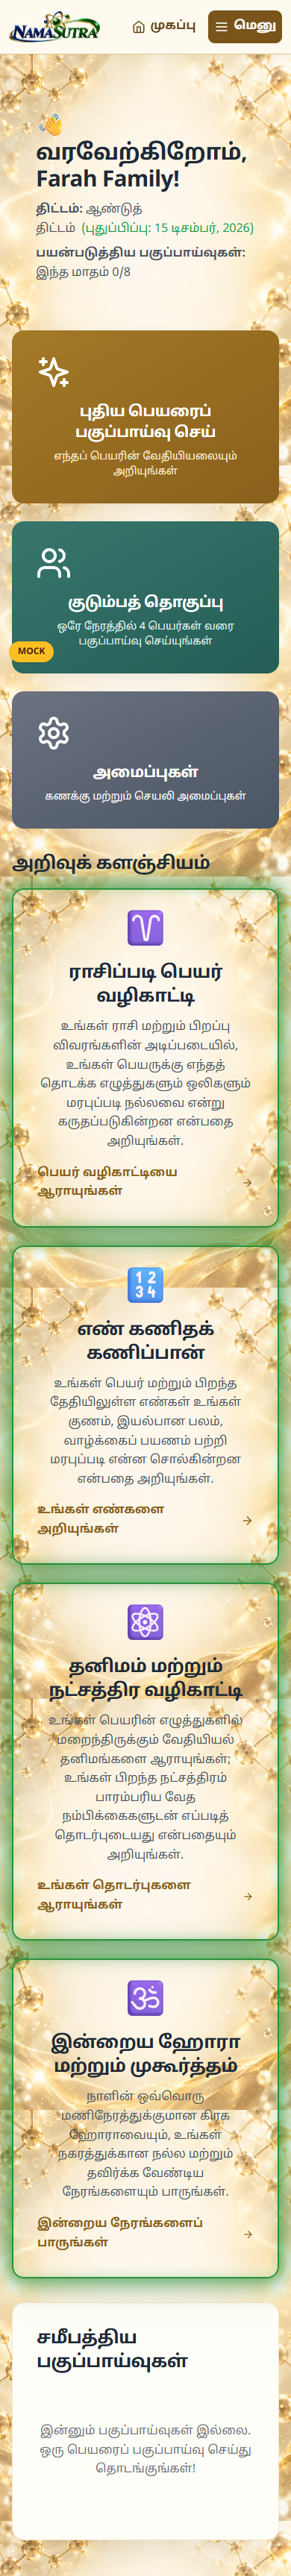 NAMASUTRA
முகப்பு
மெனு
வரவேற்கிறோம்,
Farah Family!
திட்டம்: ஆண்டுத்
திட்டம் (புதுப்பிப்பு: 15 டிசம்பர், 2026)
பயன்படுத்திய பகுப்பாய்வுகள்:
இந்த மாதம் 0/8
புதிய பெயரைப்
பகுப்பாய்வு செய்
எந்தப் பெயரின் வேதியியலையும்
அறியுங்கள்
குடும்பத் தொகுப்பு
ஒரே நேரத்தில் 4 பெயர்கள் வரை
பகுப்பாய்வு செய்யுங்கள்
MOCK
அமைப்புகள்
கணக்கு மற்றும் செயலி அமைப்புகள்
அறிவுக் களஞ்சியம்
ராசிப்படி பெயர்
வழிகாட்டி
உங்கள் ராசி மற்றும் பிறப்பு
விவரங்களின் அடிப்படையில்,
உங்கள் பெயருக்கு எந்தத்
தொடக்க எழுத்துகளும் ஒலிகளும்
மரபுப்படி நல்லவை என்று
கருதப்படுகின்றன என்பதை
அறியுங்கள்.
பெயர் வழிகாட்டியை
ஆராயுங்கள்
எண் கணிதக்
கணிப்பான்
உங்கள் பெயர் மற்றும் பிறந்த
தேதியிலுள்ள எண்கள் உங்கள்
குணம், இயல்பான பலம்,
வாழ்க்கைப் பயணம் பற்றி
மரபுப்படி என்ன சொல்கின்றன
என்பதை அறியுங்கள்.
உங்கள் எண்களை
அறியுங்கள்
தனிமம் மற்றும்
நட்சத்திர வழிகாட்டி
உங்கள் பெயரின் எழுத்துகளில்
மறைந்திருக்கும் வேதியியல்
தனிமங்களை ஆராயுங்கள்;
உங்கள் பிறந்த நட்சத்திரம்
பாரம்பரிய வேத
நம்பிக்கைகளுடன் எப்படித்
தொடர்புடையது என்பதையும்
அறியுங்கள்.
உங்கள் தொடர்புகளை
ஆராயுங்கள்
இன்றைய ஹோரா
மற்றும் முகூர்த்தம்
நாளின் ஒவ்வொரு
மணிநேரத்துக்குமான கிரக
ஹோராவையும், உங்கள்
நகரத்துக்கான நல்ல மற்றும்
தவிர்க்க வேண்டிய
நேரங்களையும் பாருங்கள்.
இன்றைய நேரங்களைப்
பாருங்கள்
சமீபத்திய
பகுப்பாய்வுகள்
இன்னும் பகுப்பாய்வுகள் இல்லை.
ஒரு பெயரைப் பகுப்பாய்வு செய்து
தொடங்குங்கள்!